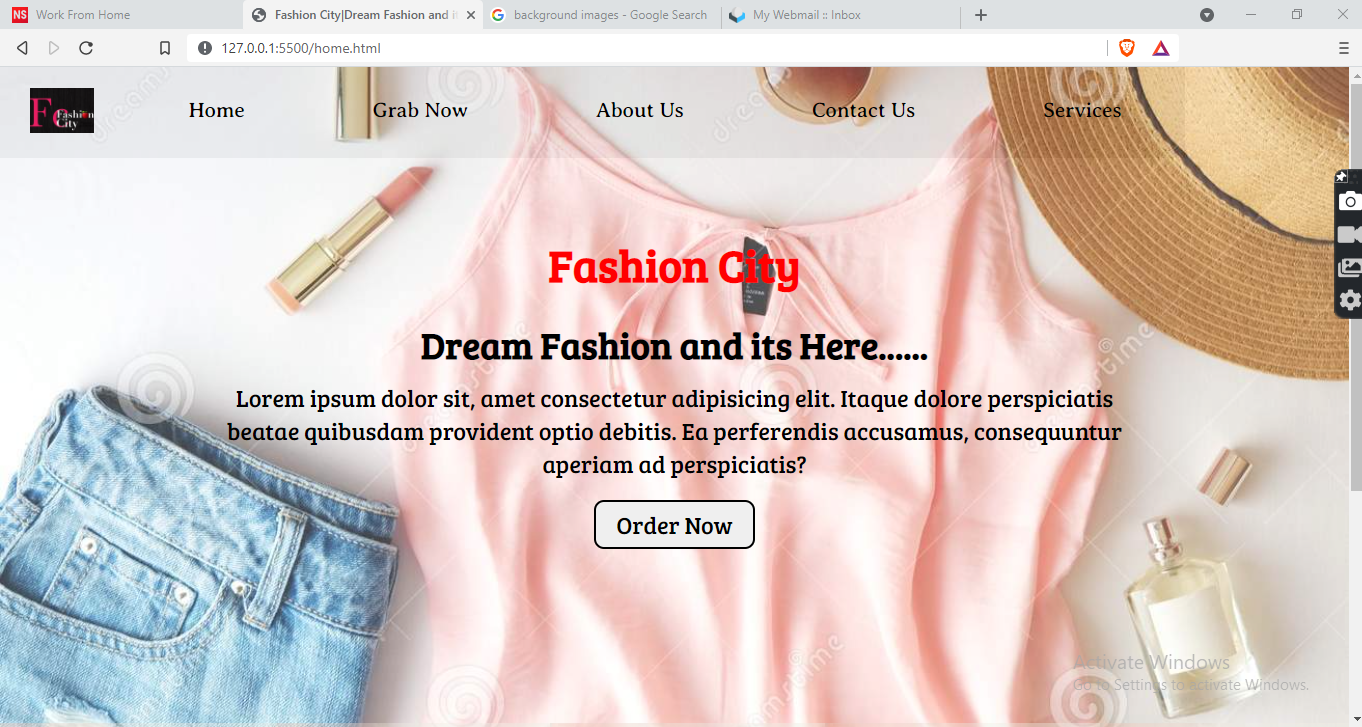 NS Work From Home
Fashion City|Dream Fashion and i
background images - Google Search
My Webmail :: Inbox
127.0.0.1:5500/home.html
Fc Fashion
City
Home
Grab Now
About Us
Contact Us
Services
Fashion City
Dream Fashion and its Here......
Lorem ipsum dolor sit, amet consectetur adipisicing elit. Itaque dolore perspiciatis
beatae quibusdam provident optio debitis. Ea perferendis accusamus, consequuntur
aperiam ad perspiciatis?
Order Now
Activate Windows
Go to Settings to activate Windows.